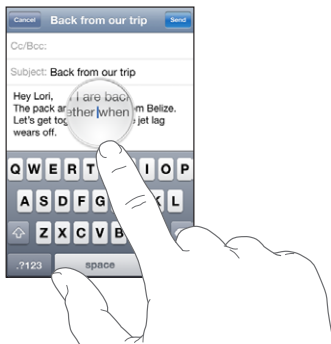 Cancel Back from our trip Send
Cc/Bcc:
Subject: Back from our trip
Hey Lori,
I are back
The pack ar
ether when
m Belize.
Let's get tog
jet lag
wears off.
Q W E R T I O P
A S D F G K L
Z X C V B
.?123 space